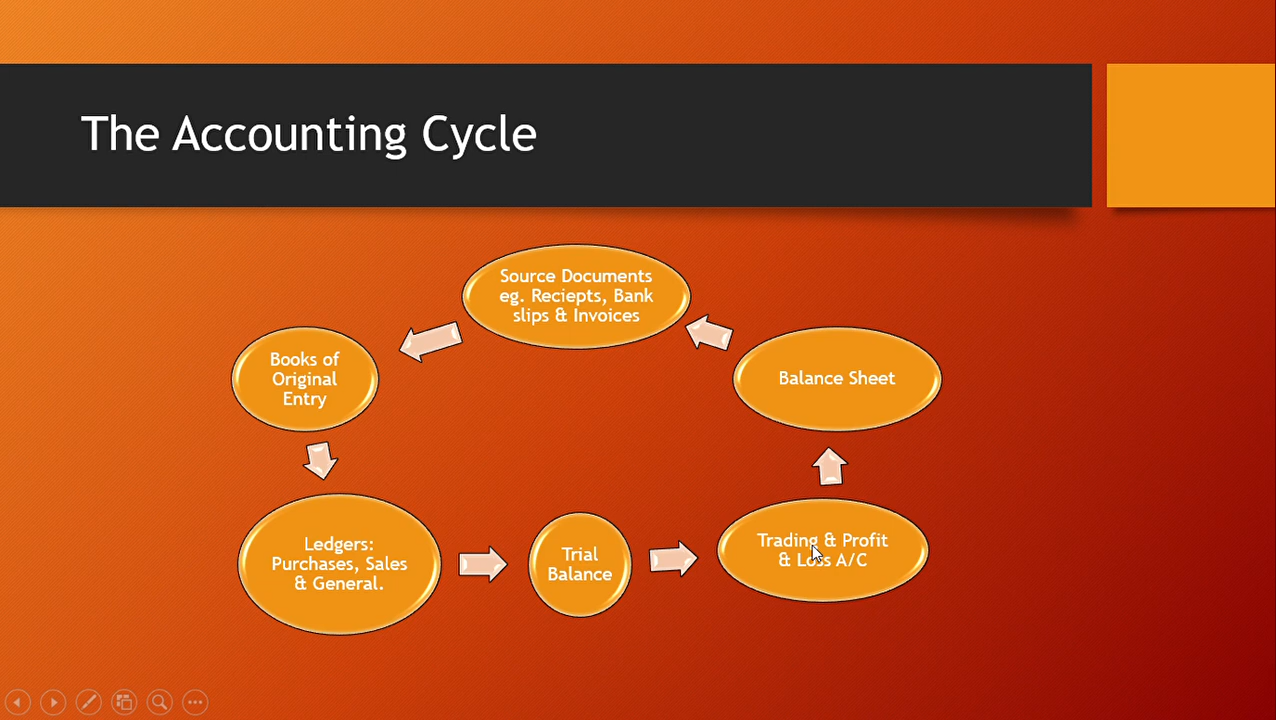 The Accounting Cycle
Source Documents
eg. Reciepts, Bank
slips & Invoices
Books of
Original
Entry
Ledgers:
Purchases, Sales
& General.
Trial
Balance
Trading & Profit
& Loss A/C
Balance Sheet